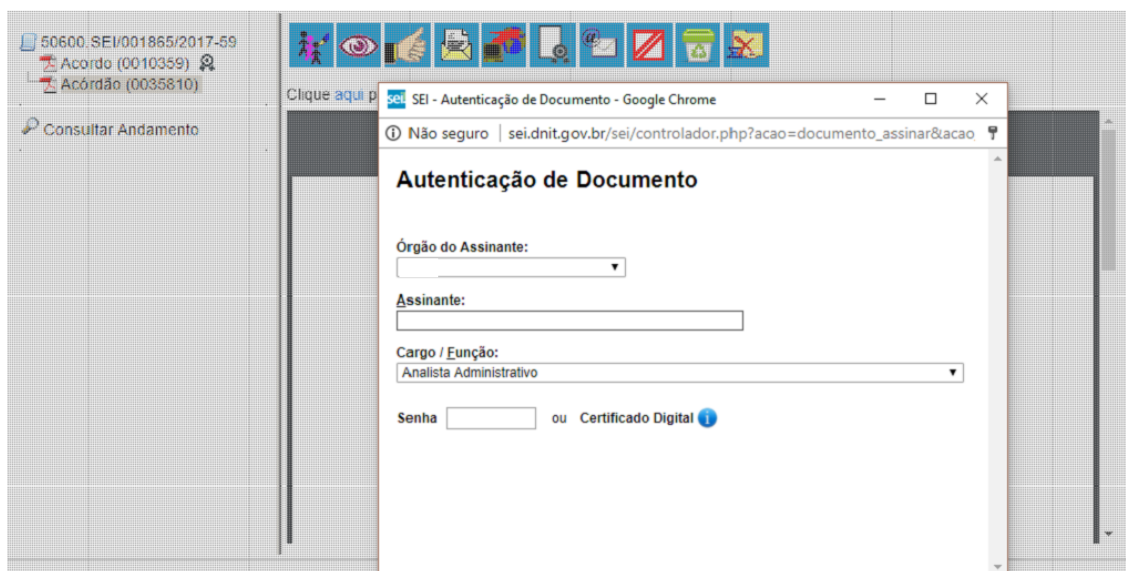 50600.SEI/001865/2017-59
Acordo (0010359)
Acórdão (0035810)
Consultar Andamento
Clique aqui p
sei SEI - Autenticação de Documento - Google Chrome
Não seguro | sei.dnit.gov.br/sei/controlador.php?acao=documento_assinar&acao
Autenticação de Documento
Órgão do Assinante:
Assinante:
Cargo / Função:
Analista Administrativo
Senha ou Certificado Digital